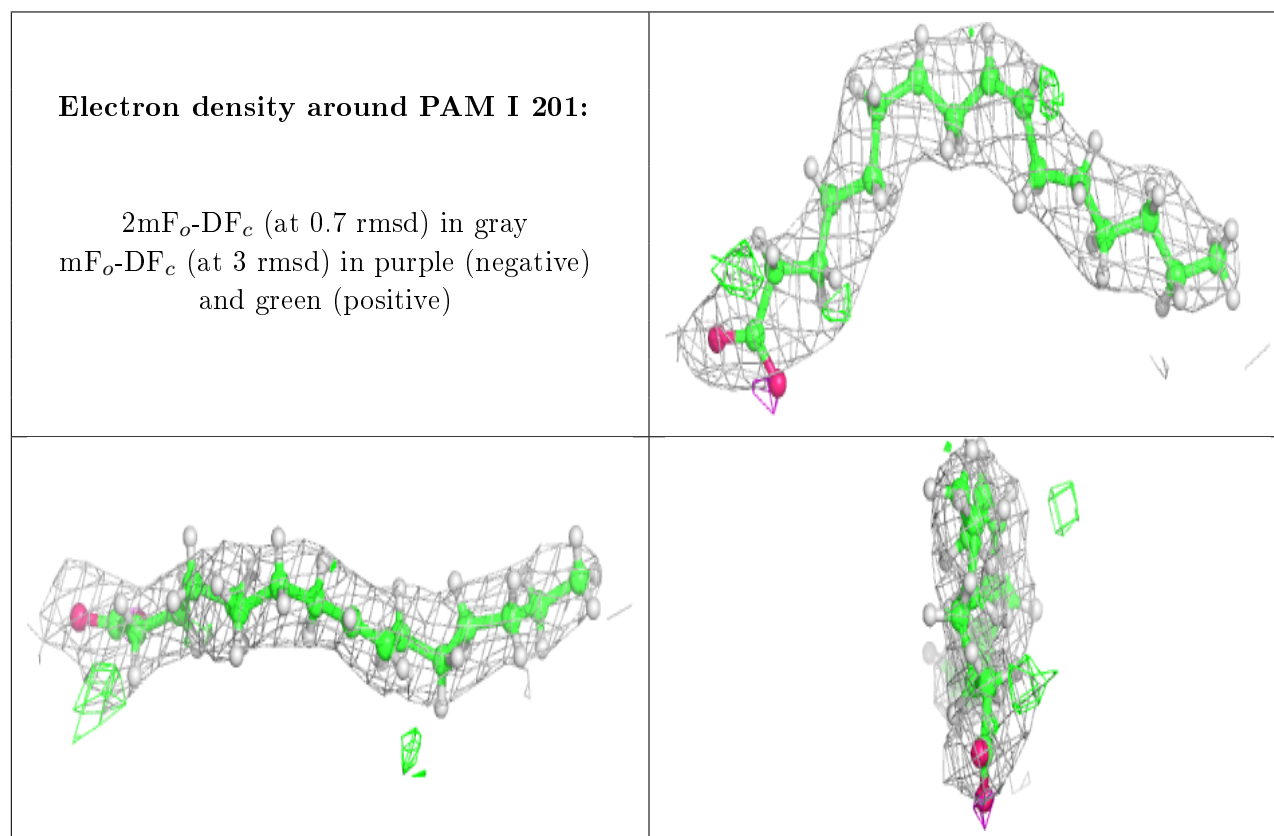 Electron density around PAM I 201:
2mFₒ-DF𝒸 (at 0.7 rmsd) in gray
mFₒ-DF𝒸 (at 3 rmsd) in purple (negative)
and green (positive)